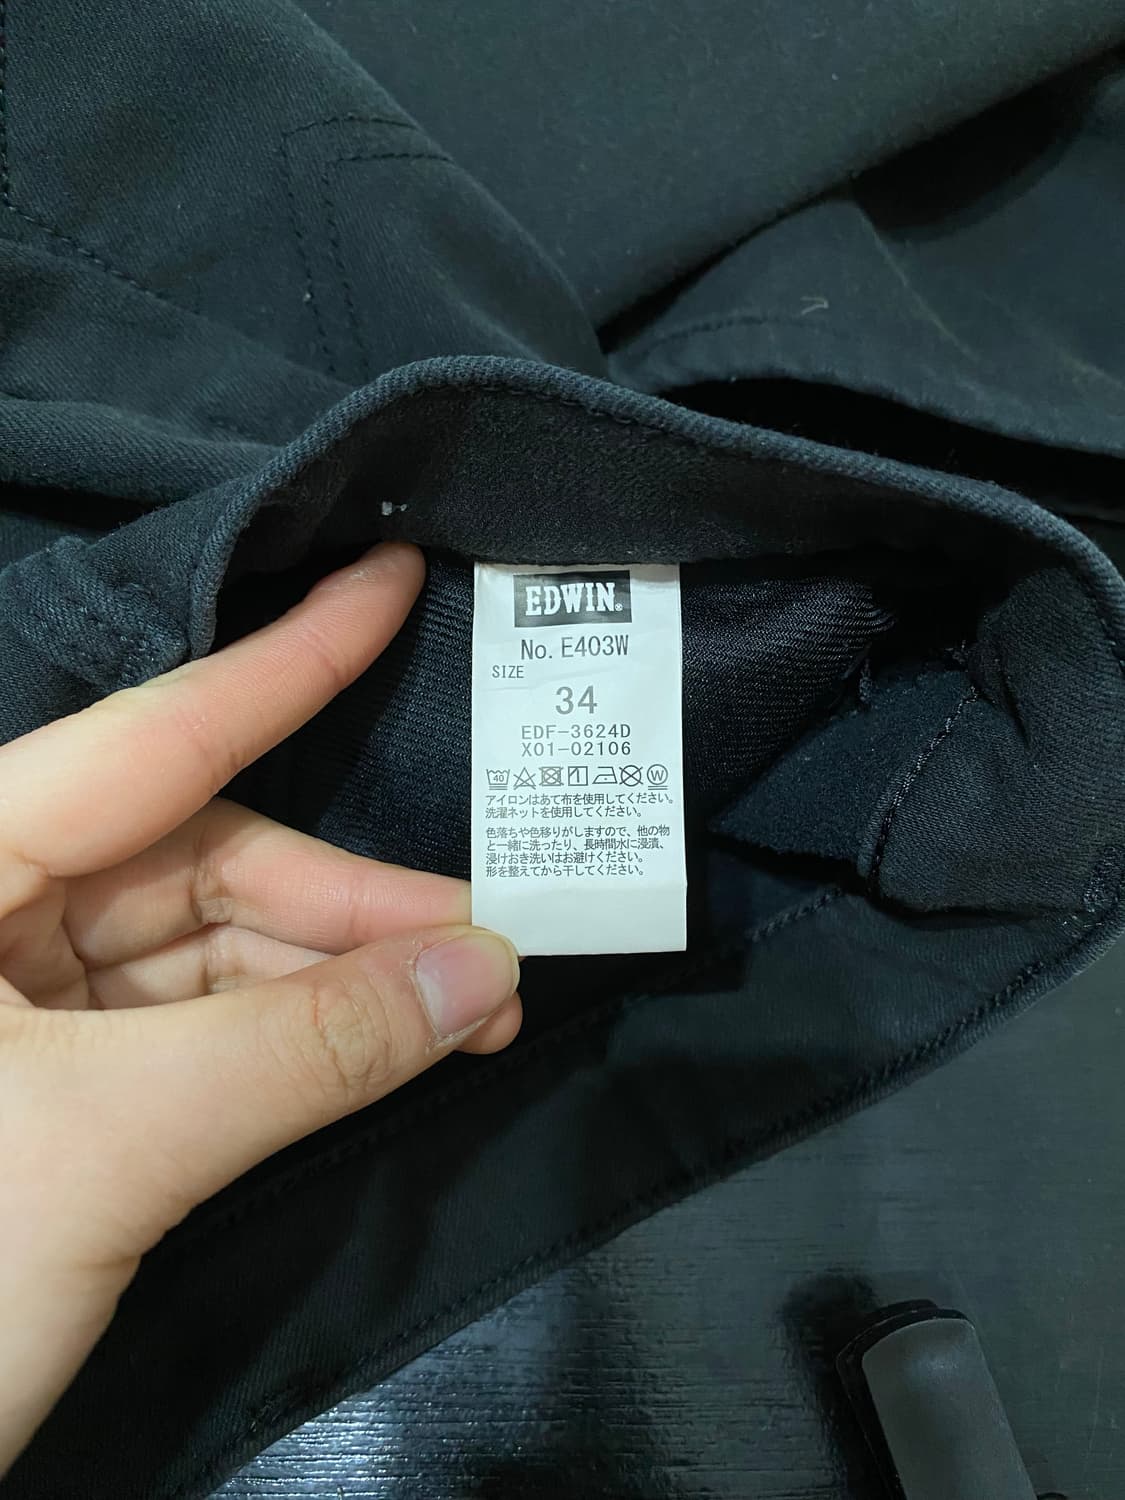 EDWIN®
No. E403W
SIZE
34
EDF-3624D
X01-02106
40 1 W
アイロンはあて布を使用してください。
洗濯ネットを使用してください。
色落ちや色移りがしますので、他の物
と一緒に洗ったり、長時間水に浸漬、
浸けおき洗いはお避けください。
形を整えてから干してください。